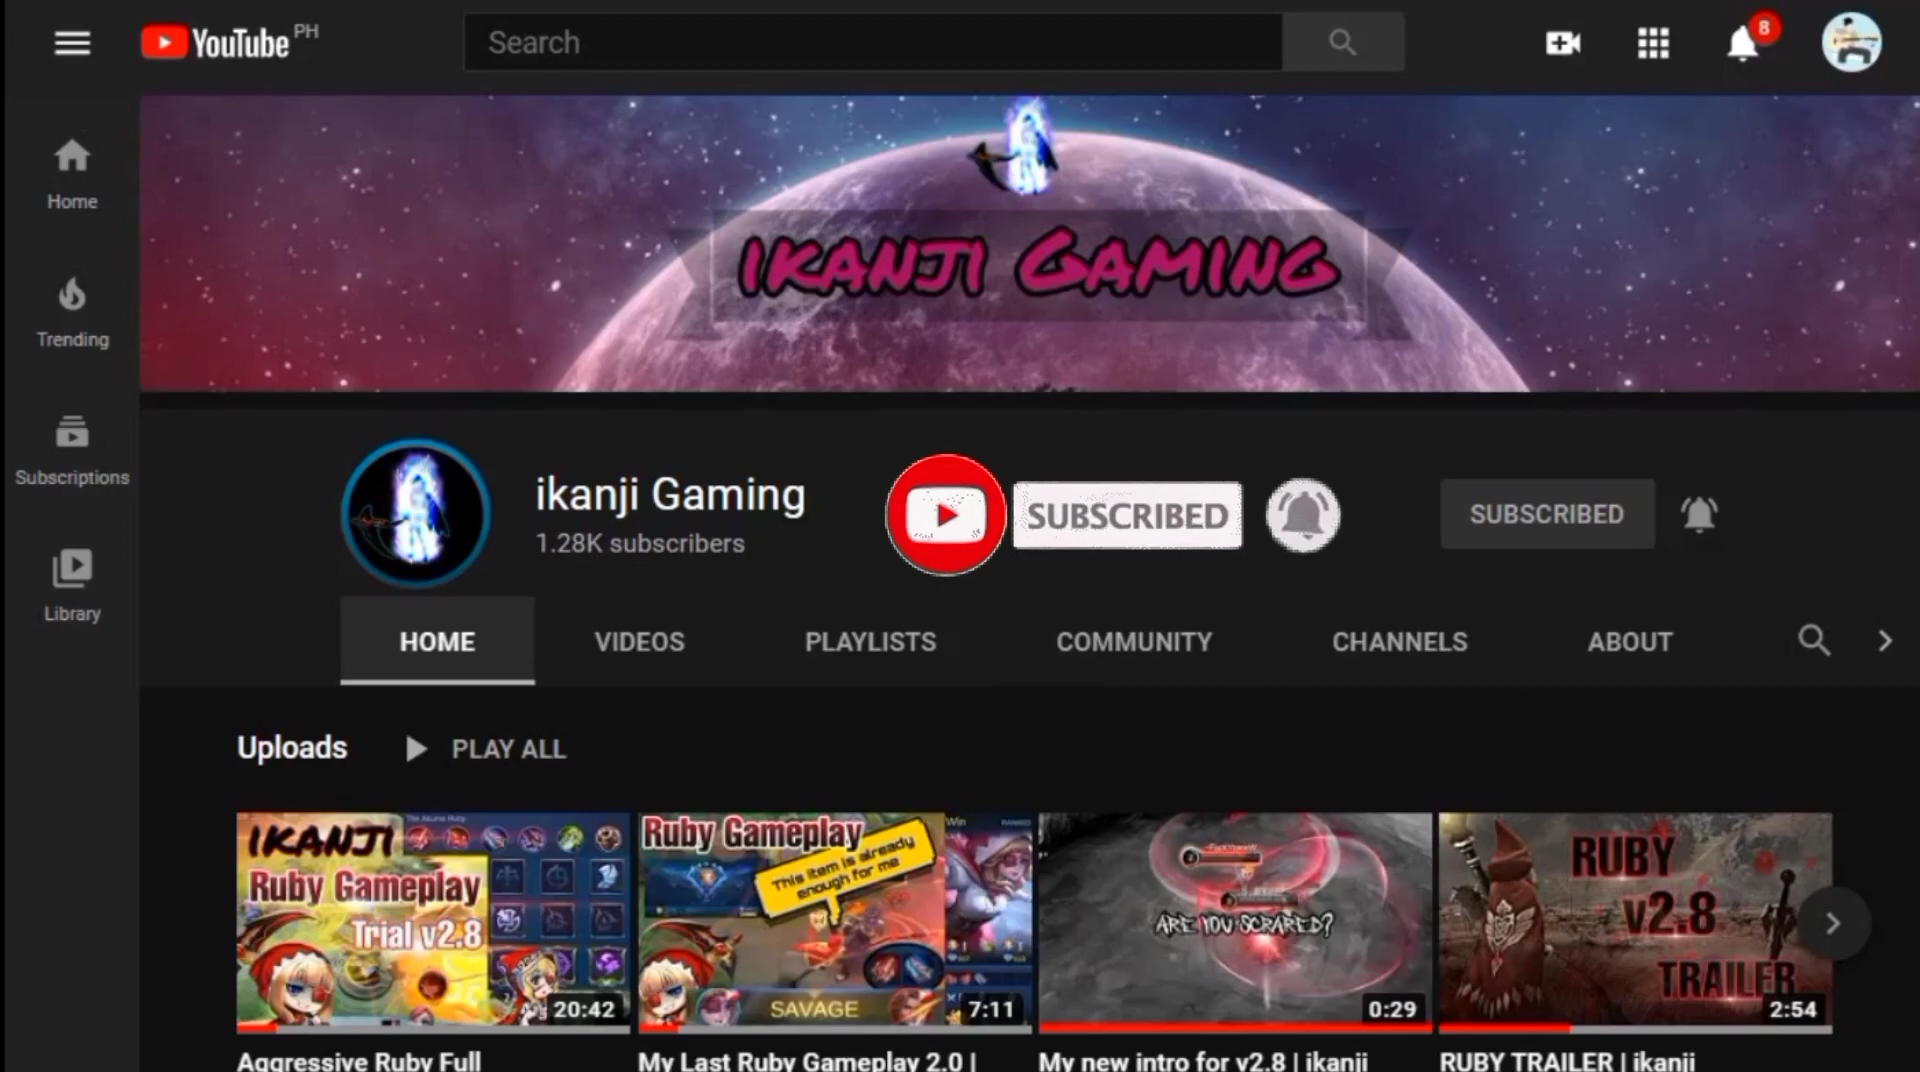 YouTube PH
Search
8
Home
Trending
Subscriptions
Library
IKANJI GAMING
ikanji Gaming
1.28K subscribers
SUBSCRIBED
SUBSCRIBED
HOME
VIDEOS
PLAYLISTS
COMMUNITY
CHANNELS
ABOUT
Uploads
PLAY ALL
IKANJI
Ruby Gameplay
Trial v2.8
20:42
Ruby Gameplay
This item is already
enough for me
Win
SAVAGE
7:11
ARE YOU SCRARED?
0:29
RUBY
v2.8
TRAILER
2:54
Aggressive Ruby Full
My Last Ruby Gameplay 2.0 |
My new intro for v2.8 | ikanji
RUBY TRAILER | ikanji